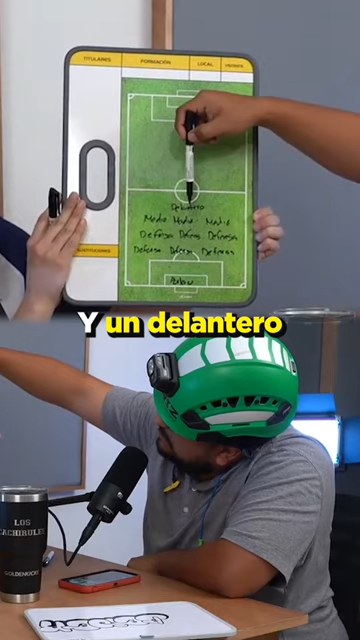 TITULARES FORMACIÓN LOCAL VISITANTE
Delantero
Medio Medio Medio
Defensa Defensa Defensa
Defensa Defensa Defensa
SUSTITUCIONES
Y un delantero
LOS
CACHIRULES
GOLDENROCKS